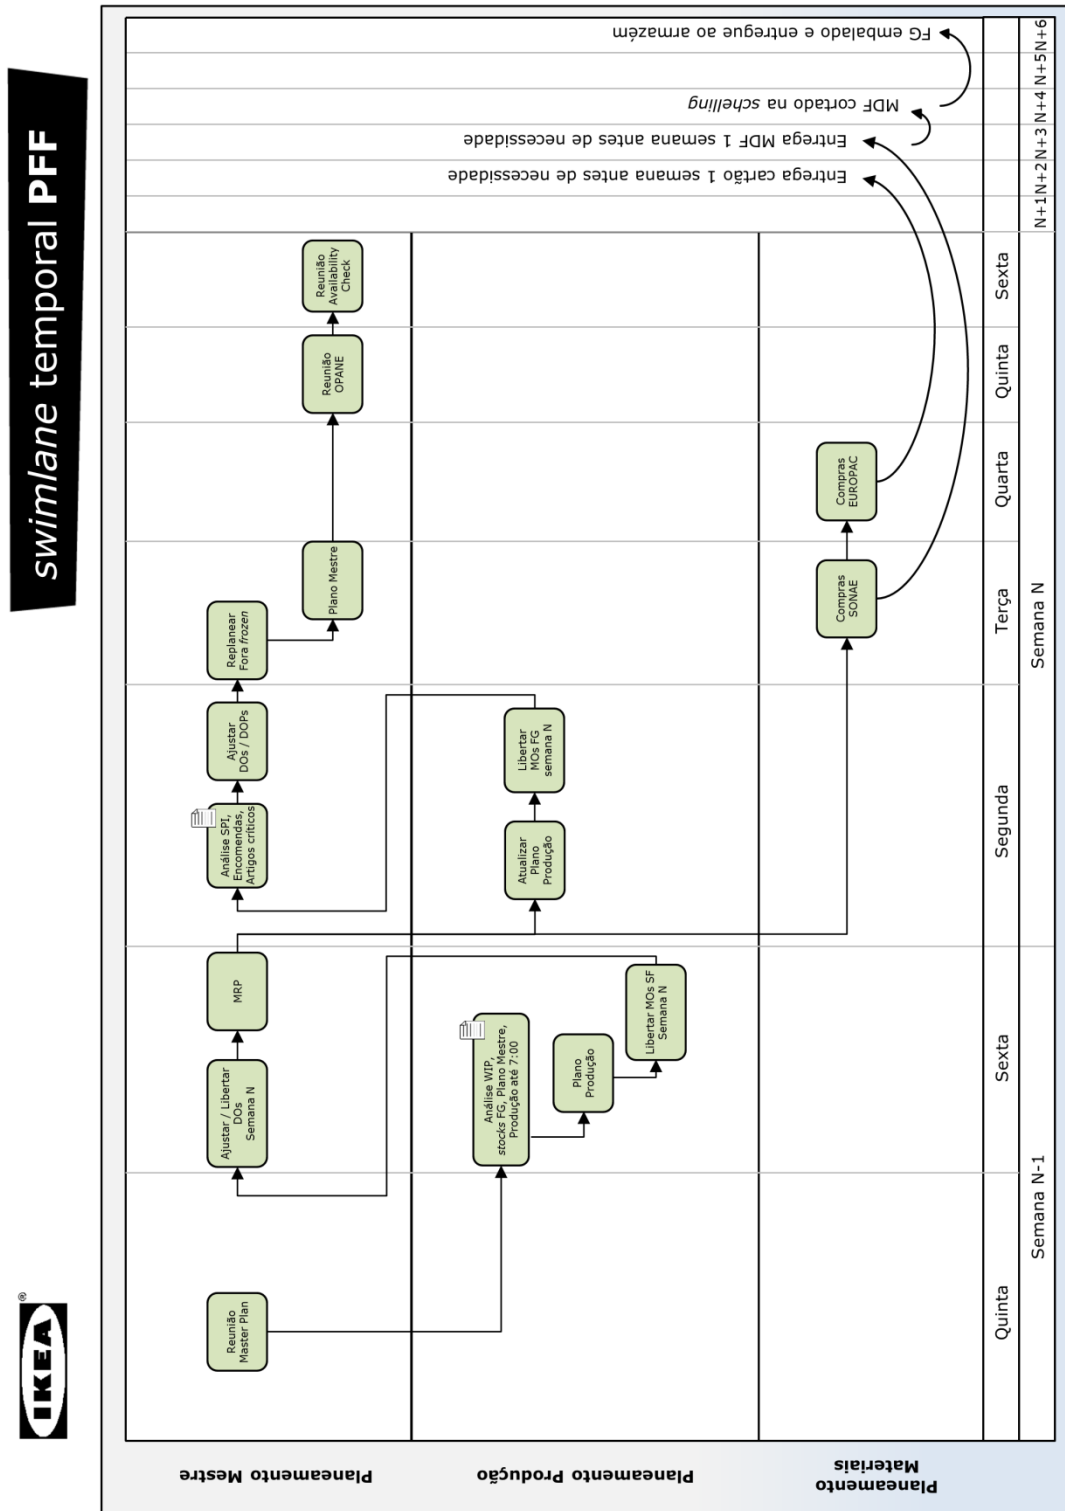 IKEA
®
swimlane temporal PFF
Planeamento Mestre
Reunião
Master Plan
Ajustar / Libertar
DOs
Semana N
MRP
Análise SPI,
Encomendas,
Artigos críticos
Ajustar
DOs / DOPs
Replanear
Fora frozen
Plano Mestre
Reunião
OPANE
Reunião
Availability
Check
FG embalado e entregue ao armazém
MDF cortado na schelling
Entrega MDF 1 semana antes de necessidade
Entrega cartão 1 semana antes de necessidade
Planeamento Produção
Análise WIP,
stocks FG, Plano Mestre,
Produção até 7:00
Plano
Produção
Libertar MOs SF
Semana N
Atualizar
Plano
Produção
Libertar
MOs FG
semana N
Planeamento
Materiais
Compras
SONAE
Compras
EUROPAC
Quinta
Sexta
Segunda
Terça
Quarta
Quinta
Sexta
N+1 N+2 N+3 N+4 N+5 N+6
Semana N-1
Semana N